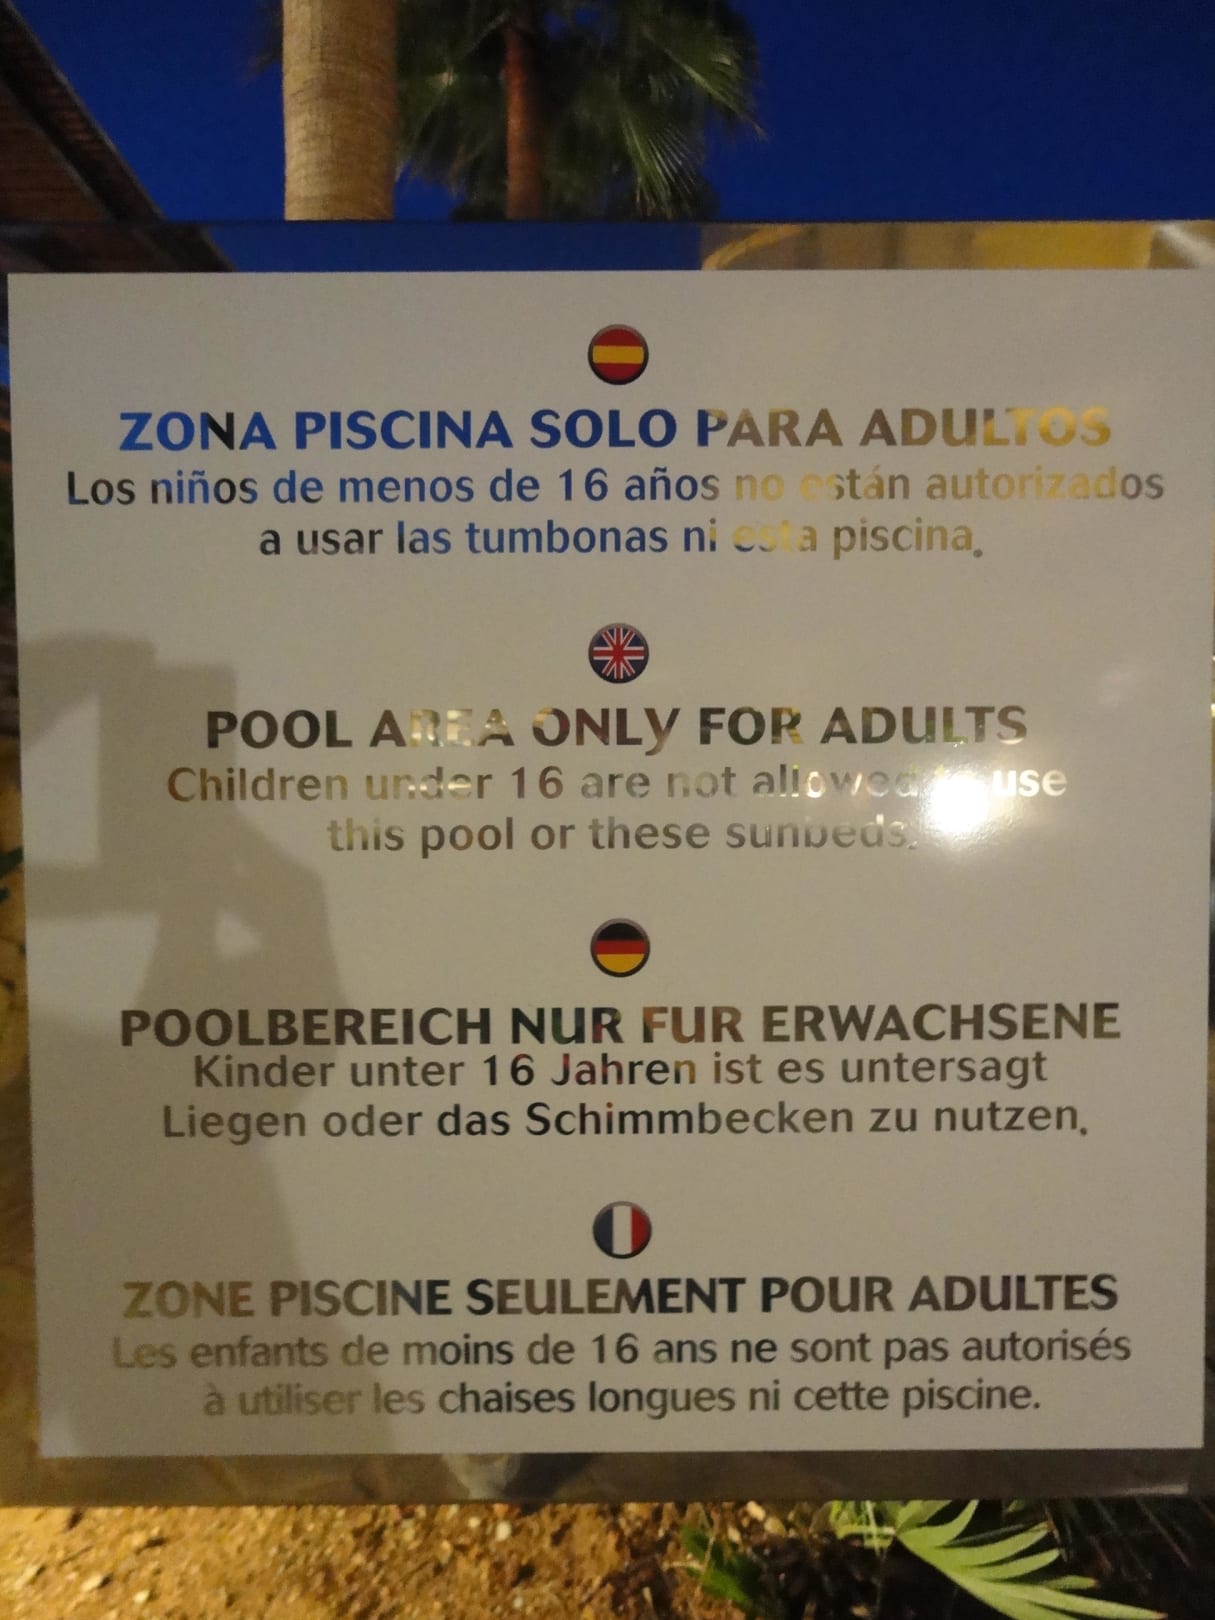 ZONA PISCINA SOLO PARA ADULTOS
Los niños de menos de 16 años no están autorizados
a usar las tumbonas ni esta piscina.
POOL AREA ONLY FOR ADULTS
Children under 16 are not allowed to use
this pool or these sunbeds.
POOLBEREICH NUR FUR ERWACHSENE
Kinder unter 16 Jahren ist es untersagt
Liegen oder das Schimmbecken zu nutzen.
ZONE PISCINE SEULEMENT POUR ADULTES
Les enfants de moins de 16 ans ne sont pas autorisés
à utiliser les chaises longues ni cette piscine.